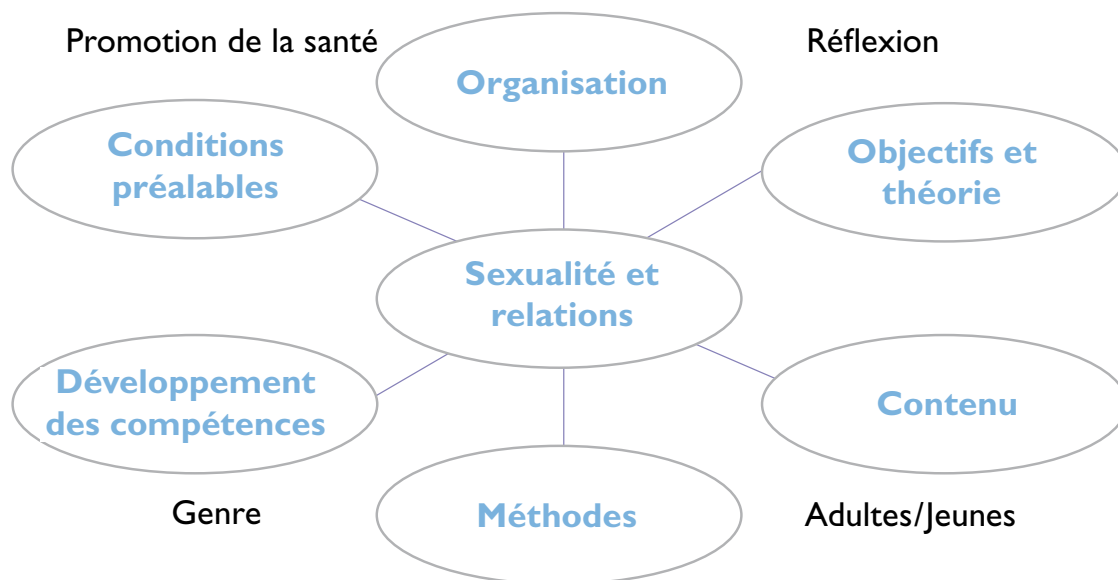 Promotion de la santé
Réflexion
Organisation
Conditions
préalables
Objectifs et
théorie
Sexualité et
relations
Développement
des compétences
Contenu
Genre
Méthodes
Adultes/Jeunes